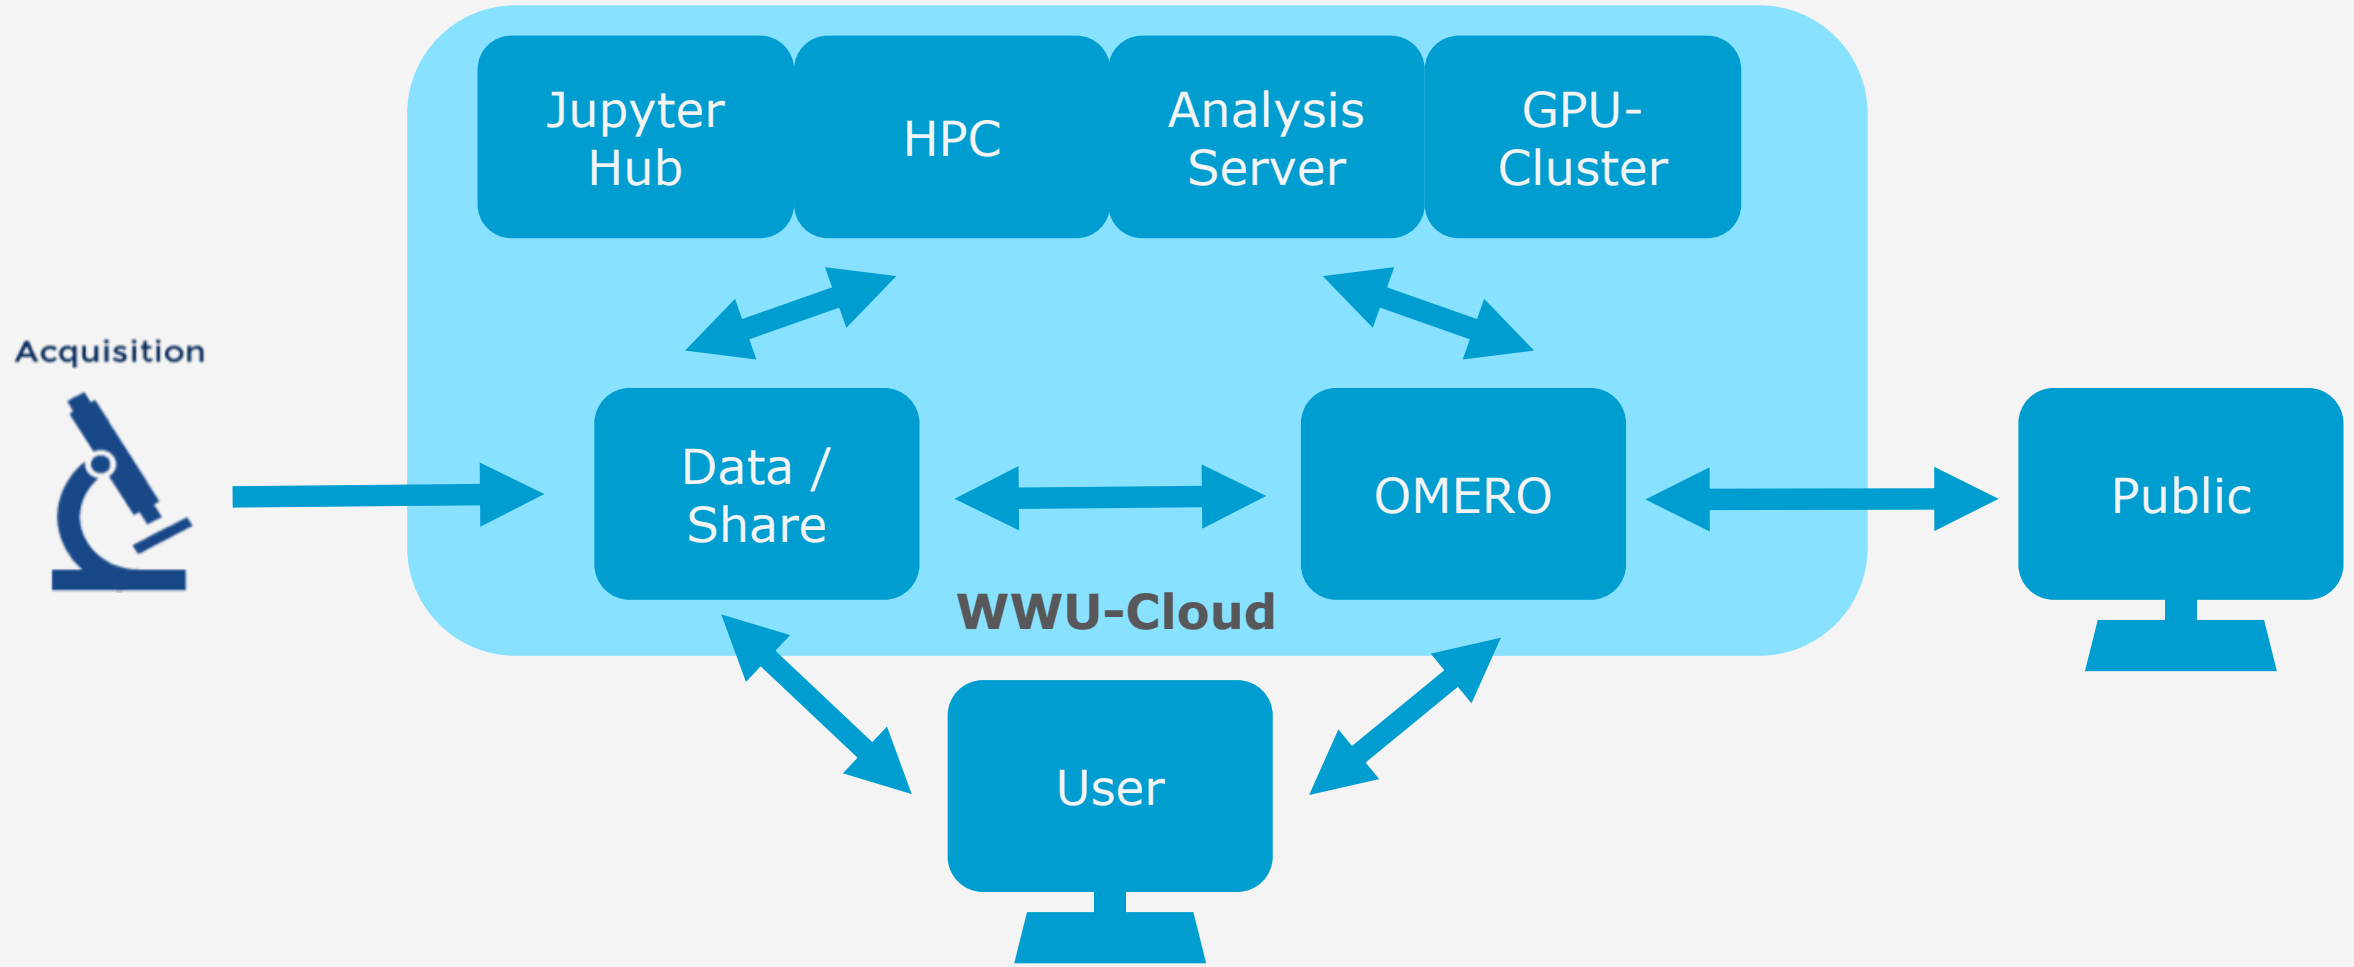 Jupyter
Hub
HPC
Analysis
Server
GPU-
Cluster
Acquisition
Data /
Share
OMERO
Public
WWU-Cloud
User